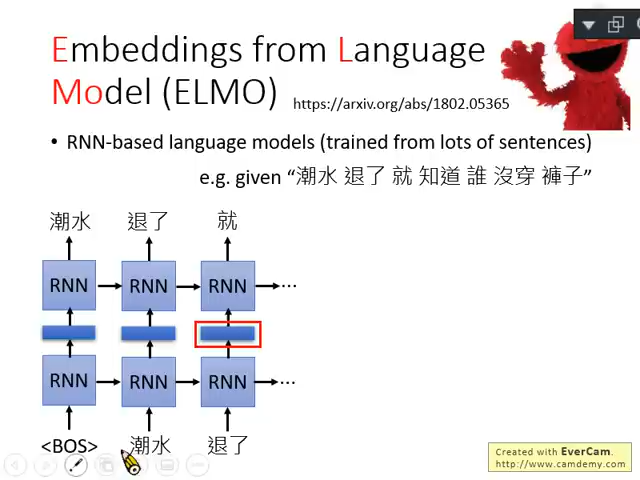 Embeddings from Language
Model (ELMO)
https://arxiv.org/abs/1802.05365
• RNN-based language models (trained from lots of sentences)
e.g. given “潮水 退了 就 知道 誰 沒穿 褲子”
潮水 退了 就
RNN RNN RNN ...
RNN RNN RNN ...
<BOS> 潮水 退了
Created with EverCam.
http://www.camdemy.com